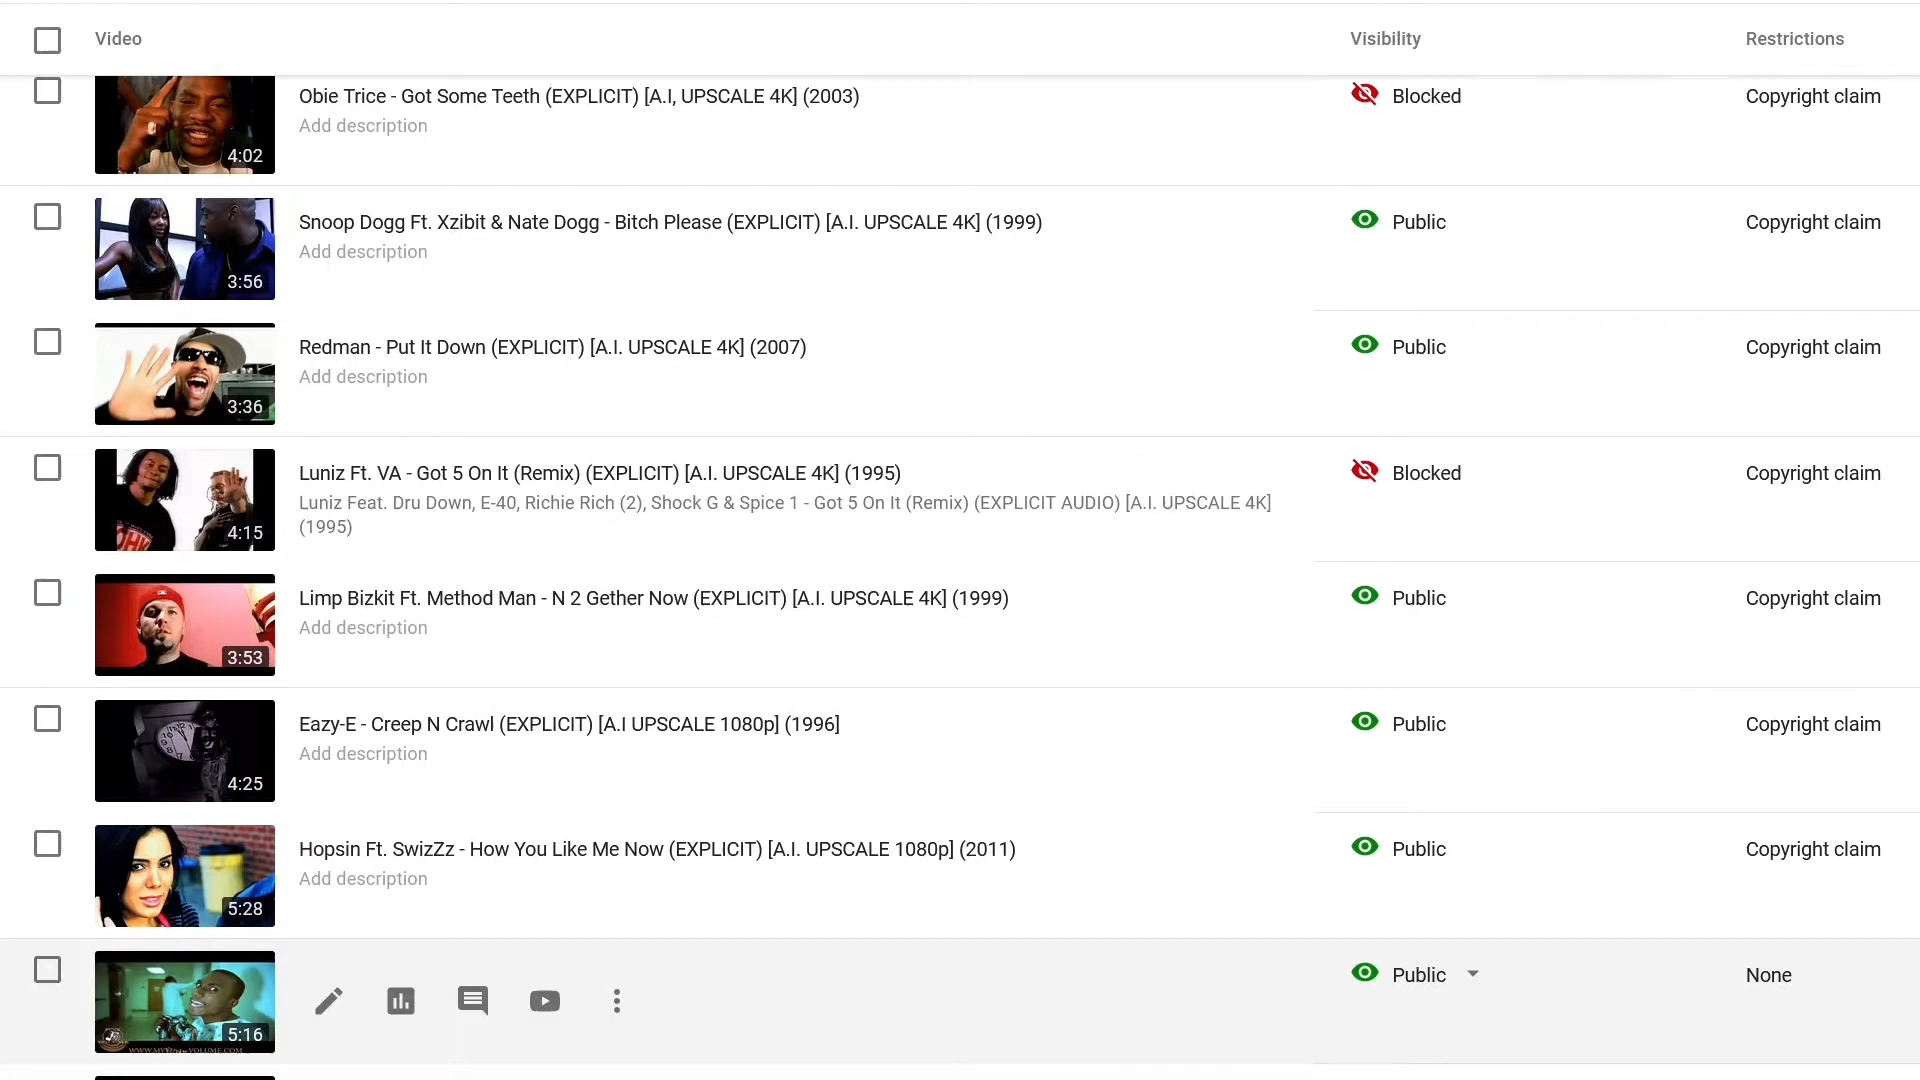 Video Visibility Restrictions
Obie Trice - Got Some Teeth (EXPLICIT) [A.I, UPSCALE 4K] (2003) Blocked Copyright claim
Add description
4:02
Snoop Dogg Ft. Xzibit & Nate Dogg - Bitch Please (EXPLICIT) [A.I. UPSCALE 4K] (1999) Public Copyright claim
Add description
3:56
Redman - Put It Down (EXPLICIT) [A.I. UPSCALE 4K] (2007) Public Copyright claim
Add description
3:36
Luniz Ft. VA - Got 5 On It (Remix) (EXPLICIT) [A.I. UPSCALE 4K] (1995) Blocked Copyright claim
Luniz Feat. Dru Down, E-40, Richie Rich (2), Shock G & Spice 1 - Got 5 On It (Remix) (EXPLICIT AUDIO) [A.I. UPSCALE 4K]
(1995)
4:15
Limp Bizkit Ft. Method Man - N 2 Gether Now (EXPLICIT) [A.I. UPSCALE 4K] (1999) Public Copyright claim
Add description
3:53
Eazy-E - Creep N Crawl (EXPLICIT) [A.I UPSCALE 1080p] (1996] Public Copyright claim
Add description
4:25
Hopsin Ft. SwizZz - How You Like Me Now (EXPLICIT) [A.I. UPSCALE 1080p] (2011) Public Copyright claim
Add description
5:28
Public None
5:16